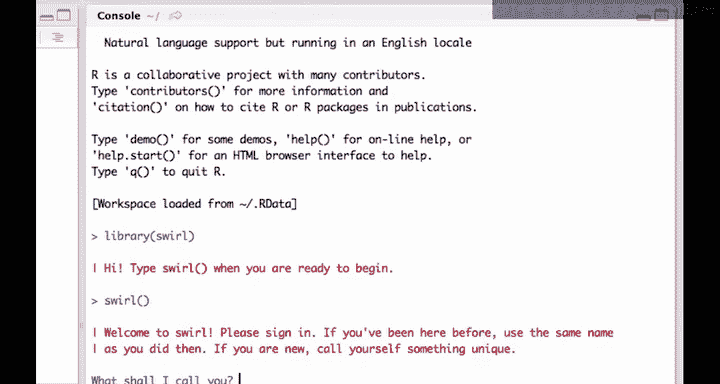 Console ~/
Natural language support but running in an English locale
R is a collaborative project with many contributors.
Type 'contributors()' for more information and
'citation()' on how to cite R or R packages in publications.
Type 'demo()' for some demos, 'help()' for on-line help, or
'help.start()' for an HTML browser interface to help.
Type 'q()' to quit R.
[Workspace loaded from ~/.RData]
> library(swirl)
| Hi! Type swirl() when you are ready to begin.
> swirl()
| Welcome to swirl! Please sign in. If you've been here before, use the same name
| as you did then. If you are new, call yourself something unique.
What shall I call you?